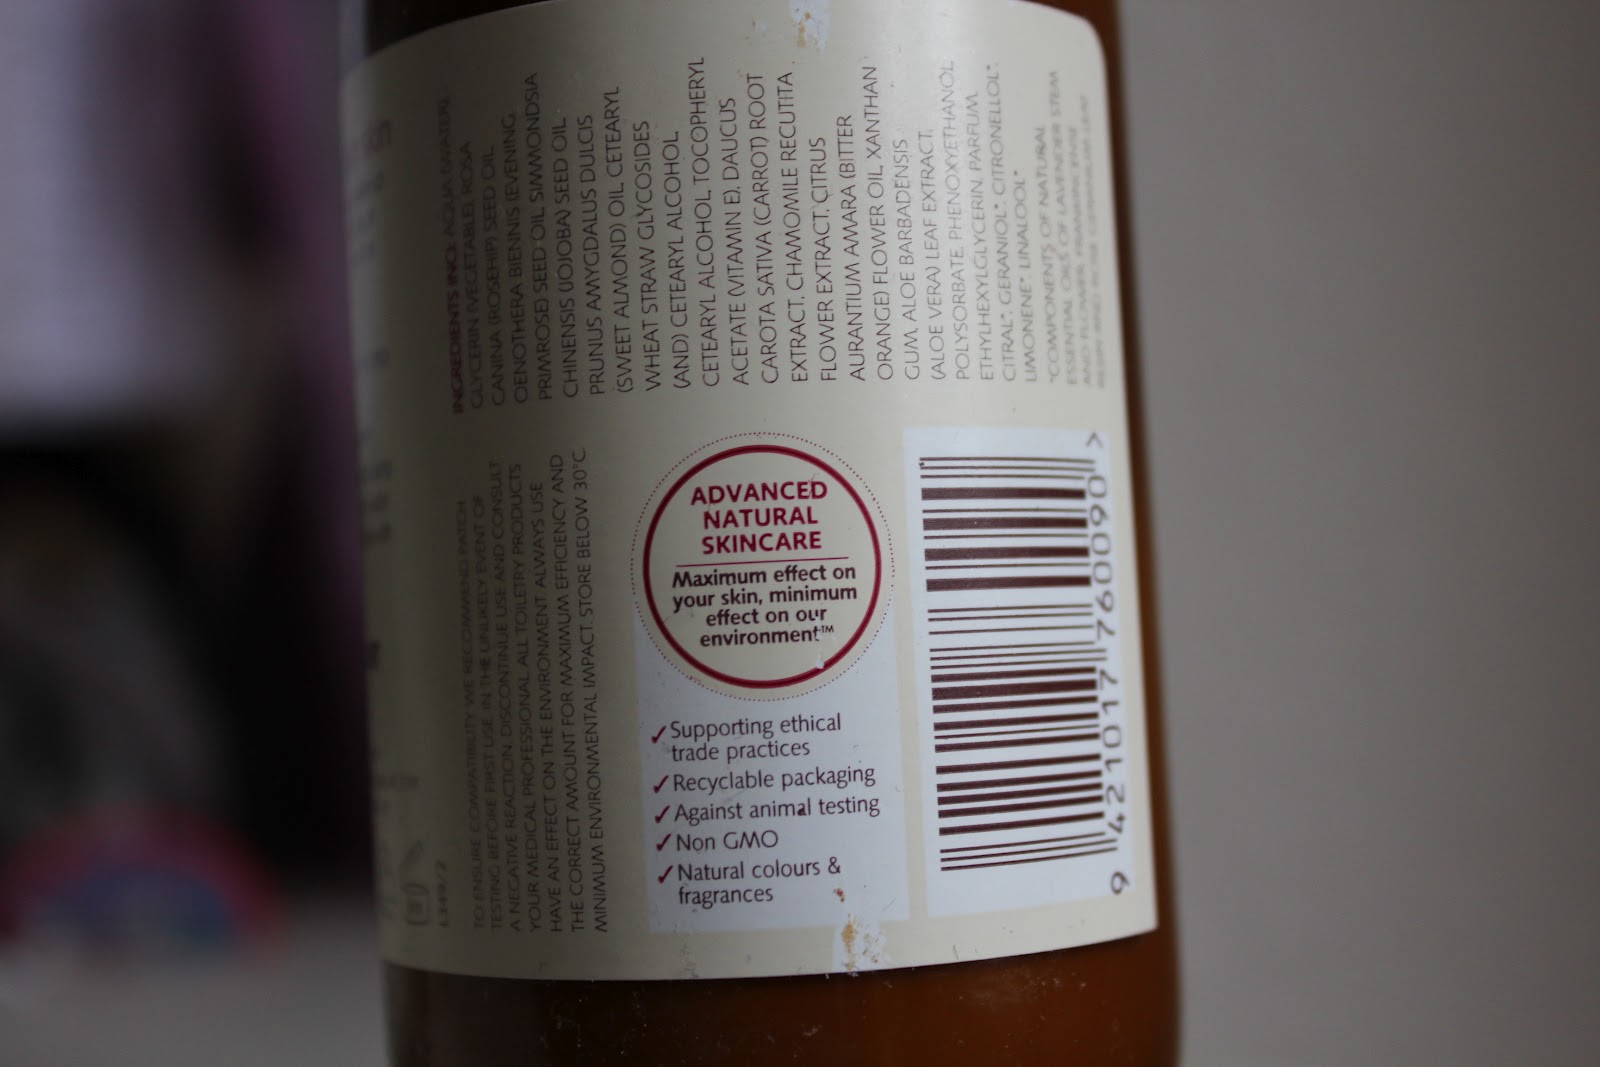 INGREDIENTS INCI: AQUA (WATER),
GLYCERIN (VEGETABLE), ROSA
CANINA (ROSEHIP) SEED OIL,
OENOTHERA BIENNIS (EVENING
PRIMROSE) SEED OIL, SIMMONDSIA
CHINENSIS (JOJOBA) SEED OIL,
PRUNUS AMYGDALUS DULCIS
(SWEET ALMOND) OIL, CETEARYL
WHEAT STRAW GLYCOSIDES
(AND) CETEARYL ALCOHOL,
CETEARYL ALCOHOL, TOCOPHERYL
ACETATE (VITAMIN E), DAUCUS
CAROTA SATIVA (CARROT) ROOT
EXTRACT, CHAMOMILE RECUTITA
FLOWER EXTRACT, CITRUS
AURANTIUM AMARA (BITTER
ORANGE) FLOWER OIL, XANTHAN
GUM, ALOE BARBADENSIS
(ALOE VERA) LEAF EXTRACT,
POLYSORBATE, PHENOXYETHANOL,
ETHYLHEXYLGLYCERIN, PARFUM,
CITRAL*, GERANIOL*, CITRONELLOL*,
LIMONENE*, LINALOOL*
*COMPONENTS OF NATURAL
ESSENTIAL OILS OF LAVENDER STEM
AND FLOWER, FRANKINCENSE
TO ENSURE COMPATIBILITY WE RECOMMEND PATCH
TESTING BEFORE FIRST USE. IN THE UNLIKELY EVENT OF
A NEGATIVE REACTION, DISCONTINUE USE AND CONSULT
YOUR MEDICAL PROFESSIONAL. ALL TOILETRY PRODUCTS
HAVE AN EFFECT ON THE ENVIRONMENT. ALWAYS USE
THE CORRECT AMOUNT FOR MAXIMUM EFFICIENCY AND
MINIMUM ENVIRONMENTAL IMPACT. STORE BELOW 30°C.
L349/2
ADVANCED
NATURAL
SKINCARE
Maximum effect on
your skin, minimum
effect on our
environment™
✓ Supporting ethical
trade practices
✓ Recyclable packaging
✓ Against animal testing
✓ Non GMO
✓ Natural colours &
fragrances
9 421017 760090 >